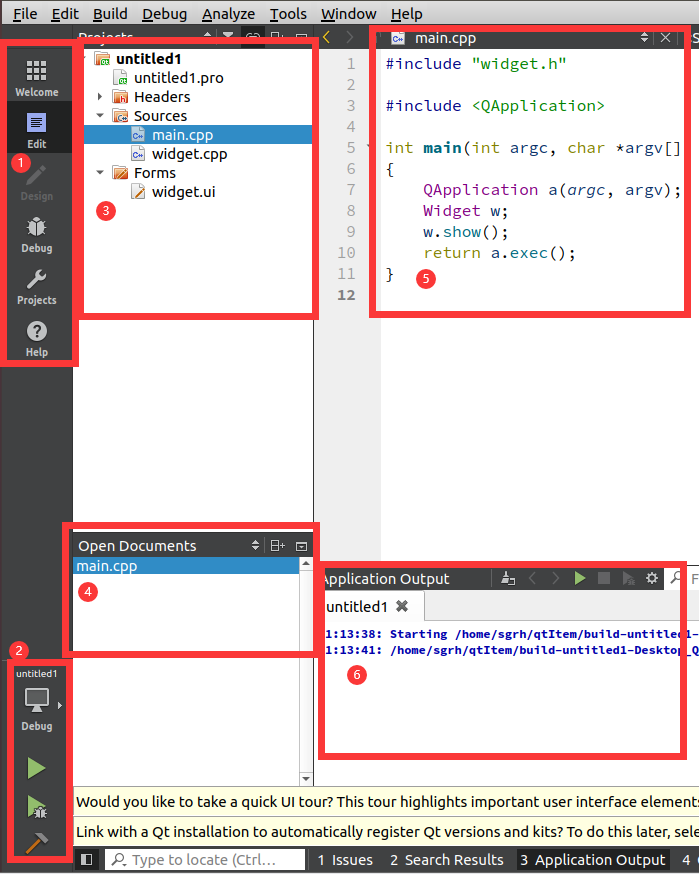 File Edit Build Debug Analyze Tools Window Help
Projects
main.cpp
Welcome
Edit
1
Design
Debug
Projects
Help
untitled1
untitled1.pro
Headers
Sources
main.cpp
widget.cpp
Forms
widget.ui
3
1 #include "widget.h"
2
3 #include <QApplication>
4
5 int main(int argc, char *argv[]
6 {
7 QApplication a(argc, argv);
8 Widget w;
9 w.show();
10 return a.exec();
11 }
12
5
Open Documents
main.cpp
4
Application Output
untitled1
1:13:38: Starting /home/sgrh/qtItem/build-untitled1-
1:13:41: /home/sgrh/qtItem/build-untitled1-Desktop_Q
6
2
untitled1
Debug
Would you like to take a quick UI tour? This tour highlights important user interface elements
Link with a Qt installation to automatically register Qt versions and kits? To do this later, sele
Type to locate (Ctrl... 1 Issues 2 Search Results 3 Application Output 4